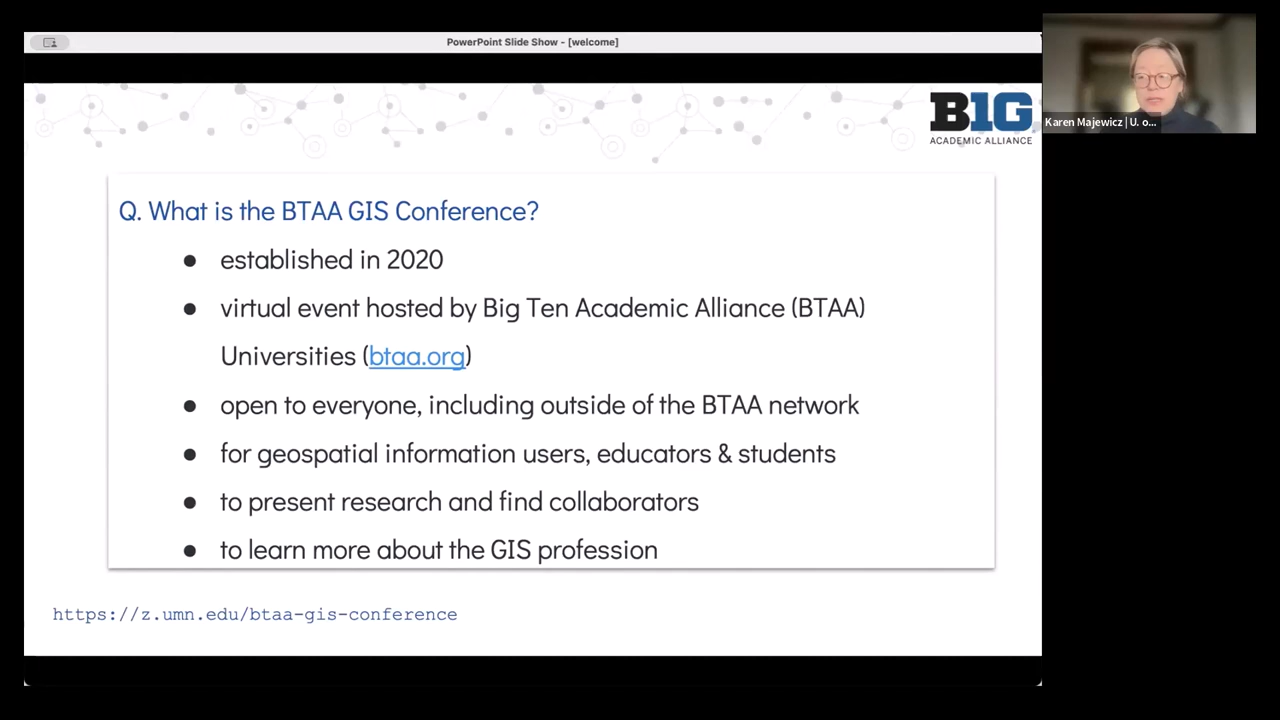 PowerPoint Slide Show - [welcome]
B1G
ACADEMIC ALLIANCE
Karen Majewicz | U. o...
Q. What is the BTAA GIS Conference?
● established in 2020
● virtual event hosted by Big Ten Academic Alliance (BTAA)
Universities (btaa.org)
● open to everyone, including outside of the BTAA network
● for geospatial information users, educators & students
● to present research and find collaborators
● to learn more about the GIS profession
https://z.umn.edu/btaa-gis-conference